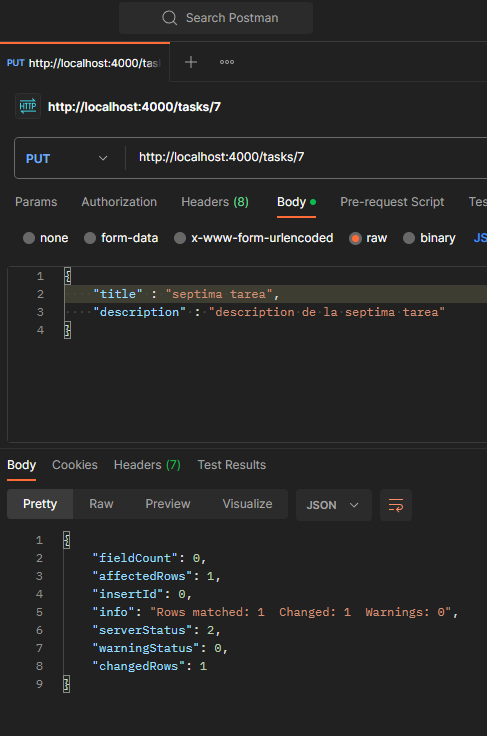 Search Postman
PUT http://localhost:4000/tas
HTTP http://localhost:4000/tasks/7
PUT http://localhost:4000/tasks/7
Params Authorization Headers (8) Body Pre-request Script Tes
none form-data x-www-form-urlencoded raw binary JS
1 {
2 "title" : "septima tarea",
3 "description" : "description de la septima tarea"
4 }
Body Cookies Headers (7) Test Results
Pretty Raw Preview Visualize JSON
1 {
2 "fieldCount": 0,
3 "affectedRows": 1,
4 "insertId": 0,
5 "info": "Rows matched: 1  Changed: 1  Warnings: 0",
6 "serverStatus": 2,
7 "warningStatus": 0,
8 "changedRows": 1
9 }